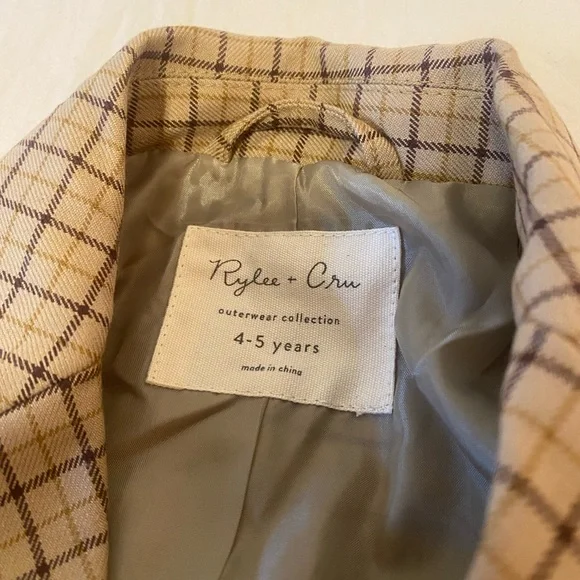 Rylee + Cru
outerwear collection
4-5 years
made in china